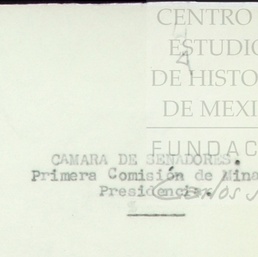 CENTRO
ESTUDIO
DE HISTO
DE MEXI
FUNDAC
CAMARA DE SENADORES.
Primera Comisión de Mina
Presidencia.